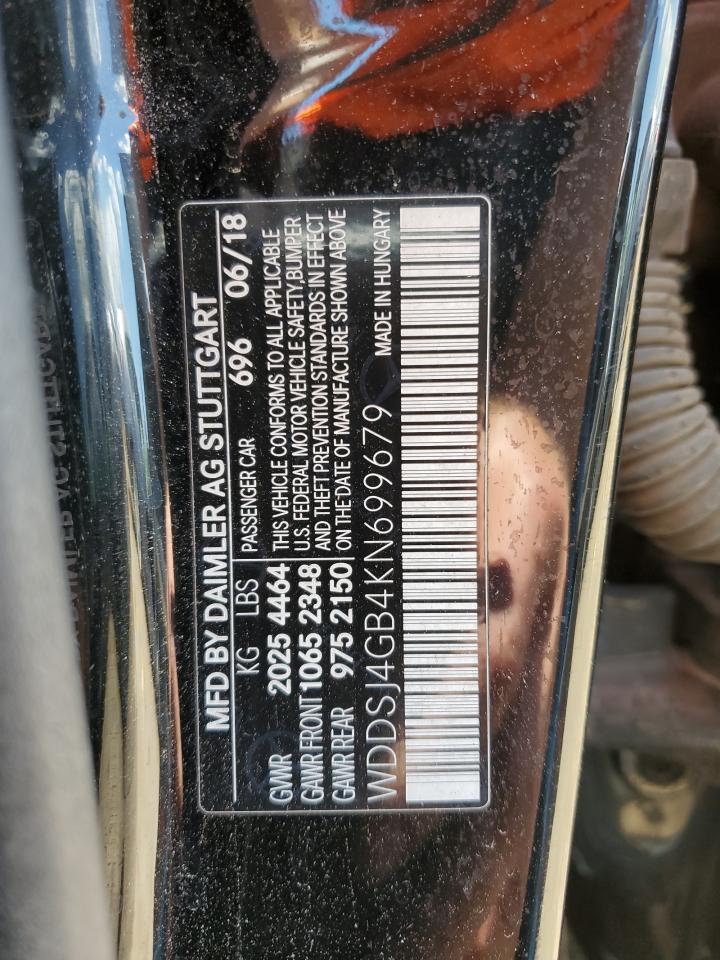 MFD BY DAIMLER AG STUTTGART
KG LBS PASSENGER CAR 696 06/18
GVWR 2025 4464 THIS VEHICLE CONFORMS TO ALL APPLICABLE
GAWR FRONT 1065 2348 U.S. FEDERAL MOTOR VEHICLE SAFETY,BUMPER
AND THEFT PREVENTION STANDARDS IN EFFECT
GAWR REAR 975 2150 ON THE DATE OF MANUFACTURE SHOWN ABOVE
WDDSJ4GB4KN699679 MADE IN HUNGARY